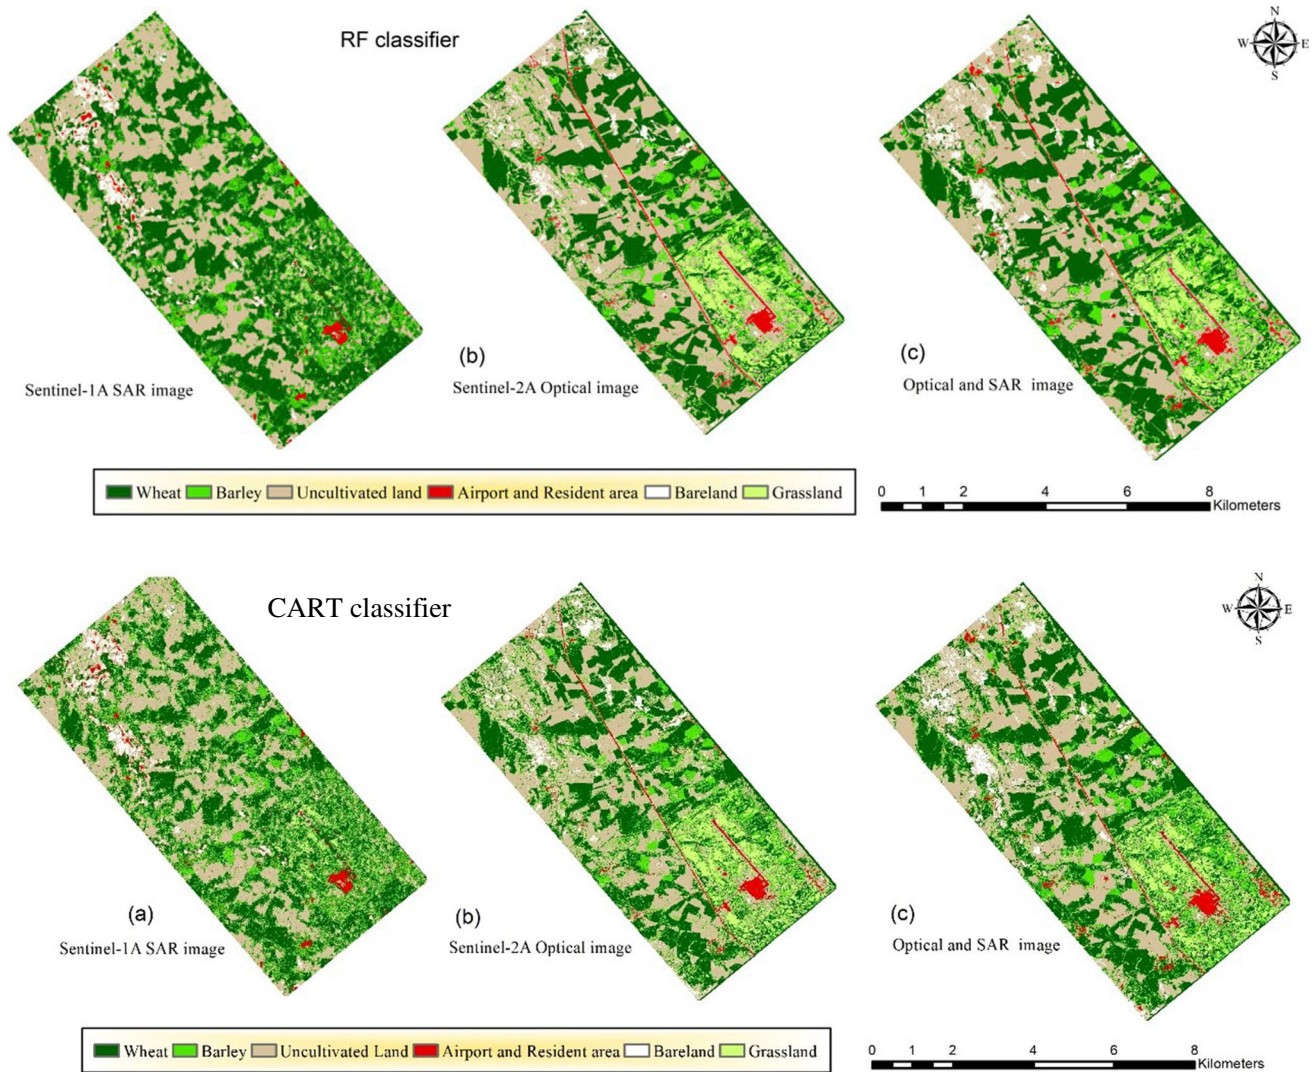 RF classifier
N
W E
S
(b)
(c)
Sentinel-1A SAR image
Sentinel-2A Optical image
Optical and SAR image
Wheat Barley Uncultivated land Airport and Resident area Bareland Grassland
0 1 2 4 6 8
Kilometers
CART classifier
N
W E
S
(a)
(b)
(c)
Sentinel-1A SAR image
Sentinel-2A Optical image
Optical and SAR image
Wheat Barley Uncultivated Land Airport and Resident area Bareland Grassland
0 1 2 4 6 8
Kilometers